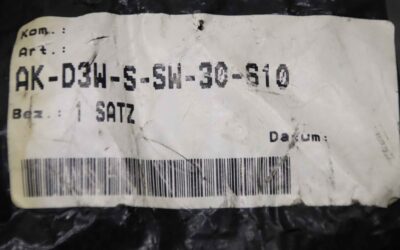 Kom.:
Art.:
AK-D3W-S-SW-30-S10
Bez.: 1 SATZ
Datum: